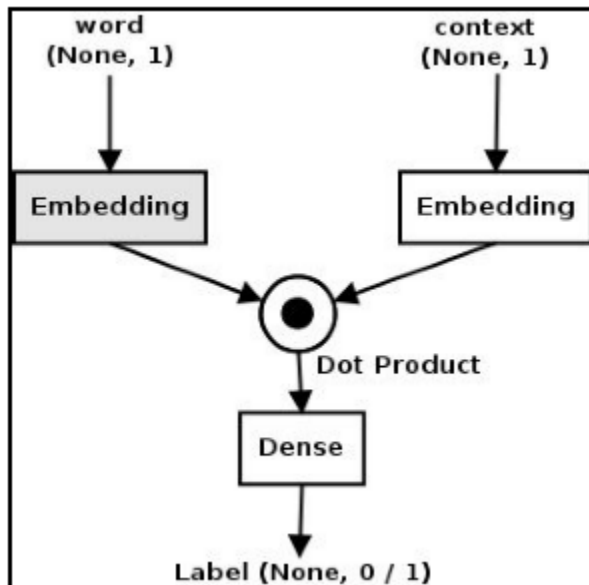 word
(None, 1)
context
(None, 1)
Embedding
Embedding
Dot Product
Dense
Label (None, 0 / 1)